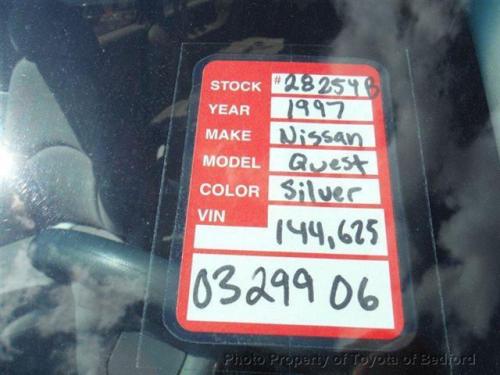 STOCK #28254B
YEAR 1997
MAKE Nissan
MODEL Quest
COLOR Silver
VIN
144,625
0329906
Photo Property of Toyota of Bedford